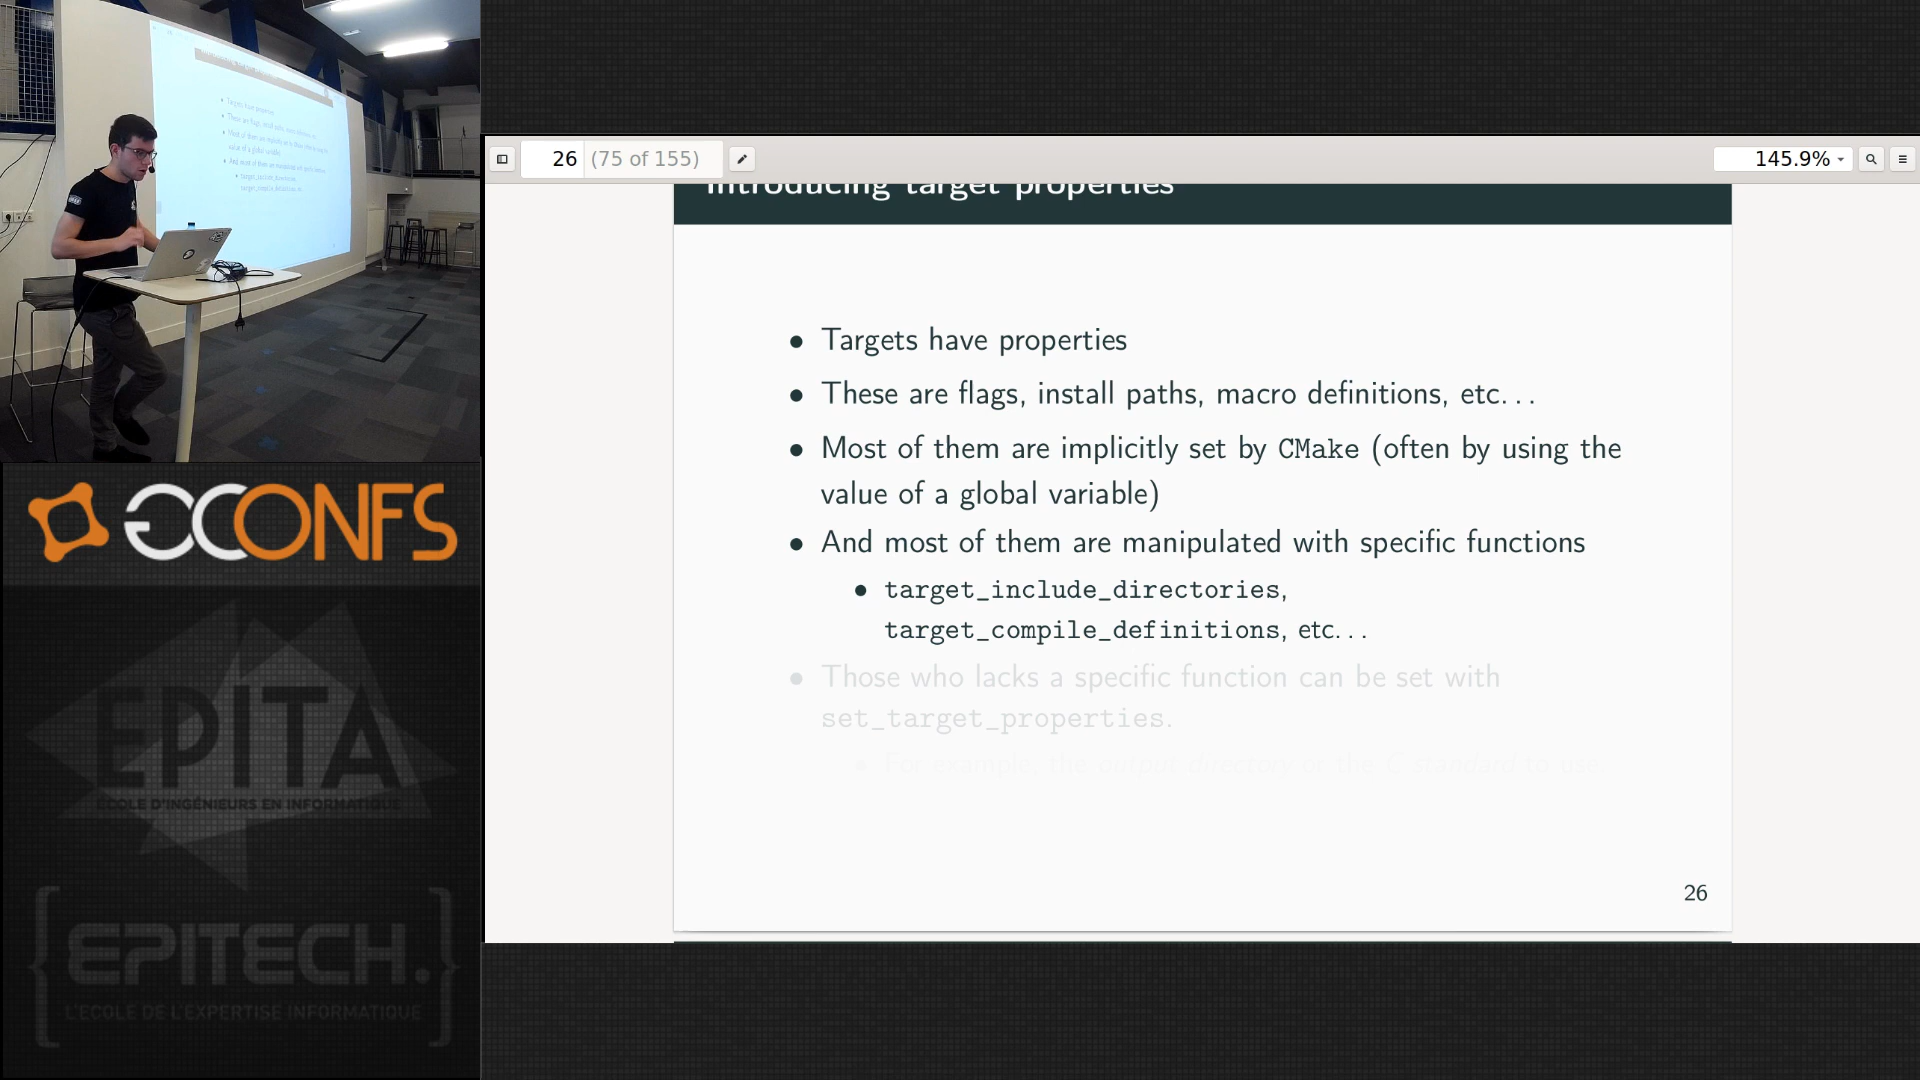 26 (75 of 155)
145.9%
Introducing target properties
• Targets have properties
• These are flags, install paths, macro definitions, etc...
• Most of them are implicitly set by CMake (often by using the
value of a global variable)
• And most of them are manipulated with specific functions
• target_include_directories,
target_compile_definitions, etc...
• Those who lacks a specific function can be set with
set_target_properties.
• For example, the output directory or the C standard to use
26
CONFS
EPITA
ÉCOLE D'INGÉNIEURS EN INFORMATIQUE
{EPITECH.}
L'ECOLE DE L'EXPERTISE INFORMATIQUE